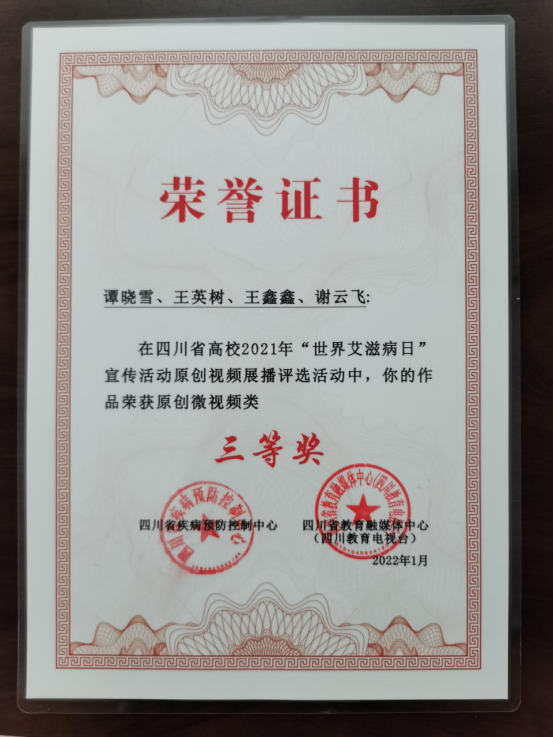 荣誉证书
谭晓雪、王英树、王鑫鑫、谢云飞:
在四川省高校2021年“世界艾滋病日”
宣传活动原创视频展播评选活动中，你的作
品荣获原创微视频类
三等奖
四川省疾病预防控制中心
四川省教育融媒体中心
（四川教育电视台）
2022年1月